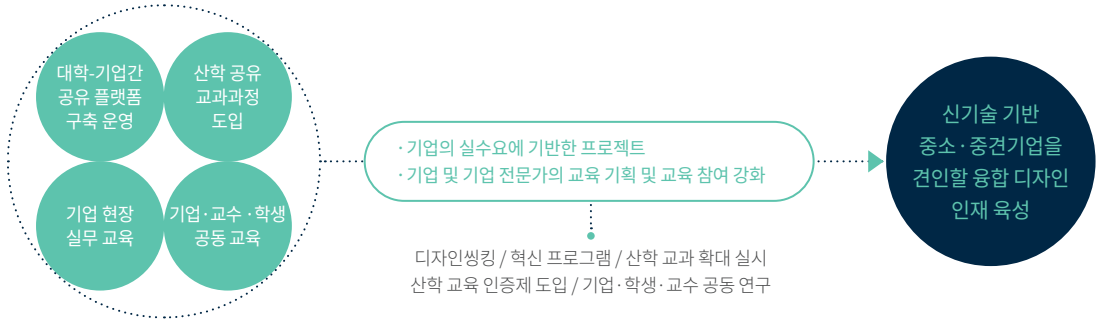 대학-기업간
공유 플랫폼
구축 운영
산학 공유
교과과정
도입
기업 현장
실무 교육
기업·교수 ·학생
공동 교육
· 기업의 실수요에 기반한 프로젝트
· 기업 및 기업 전문가의 교육 기획 및 교육 참여 강화
디자인씽킹 / 혁신 프로그램 / 산학 교과 확대 실시
산학 교육 인증제 도입 / 기업·학생·교수 공동 연구
신기술 기반
중소 · 중견기업을
견인할 융합 디자인
인재 육성